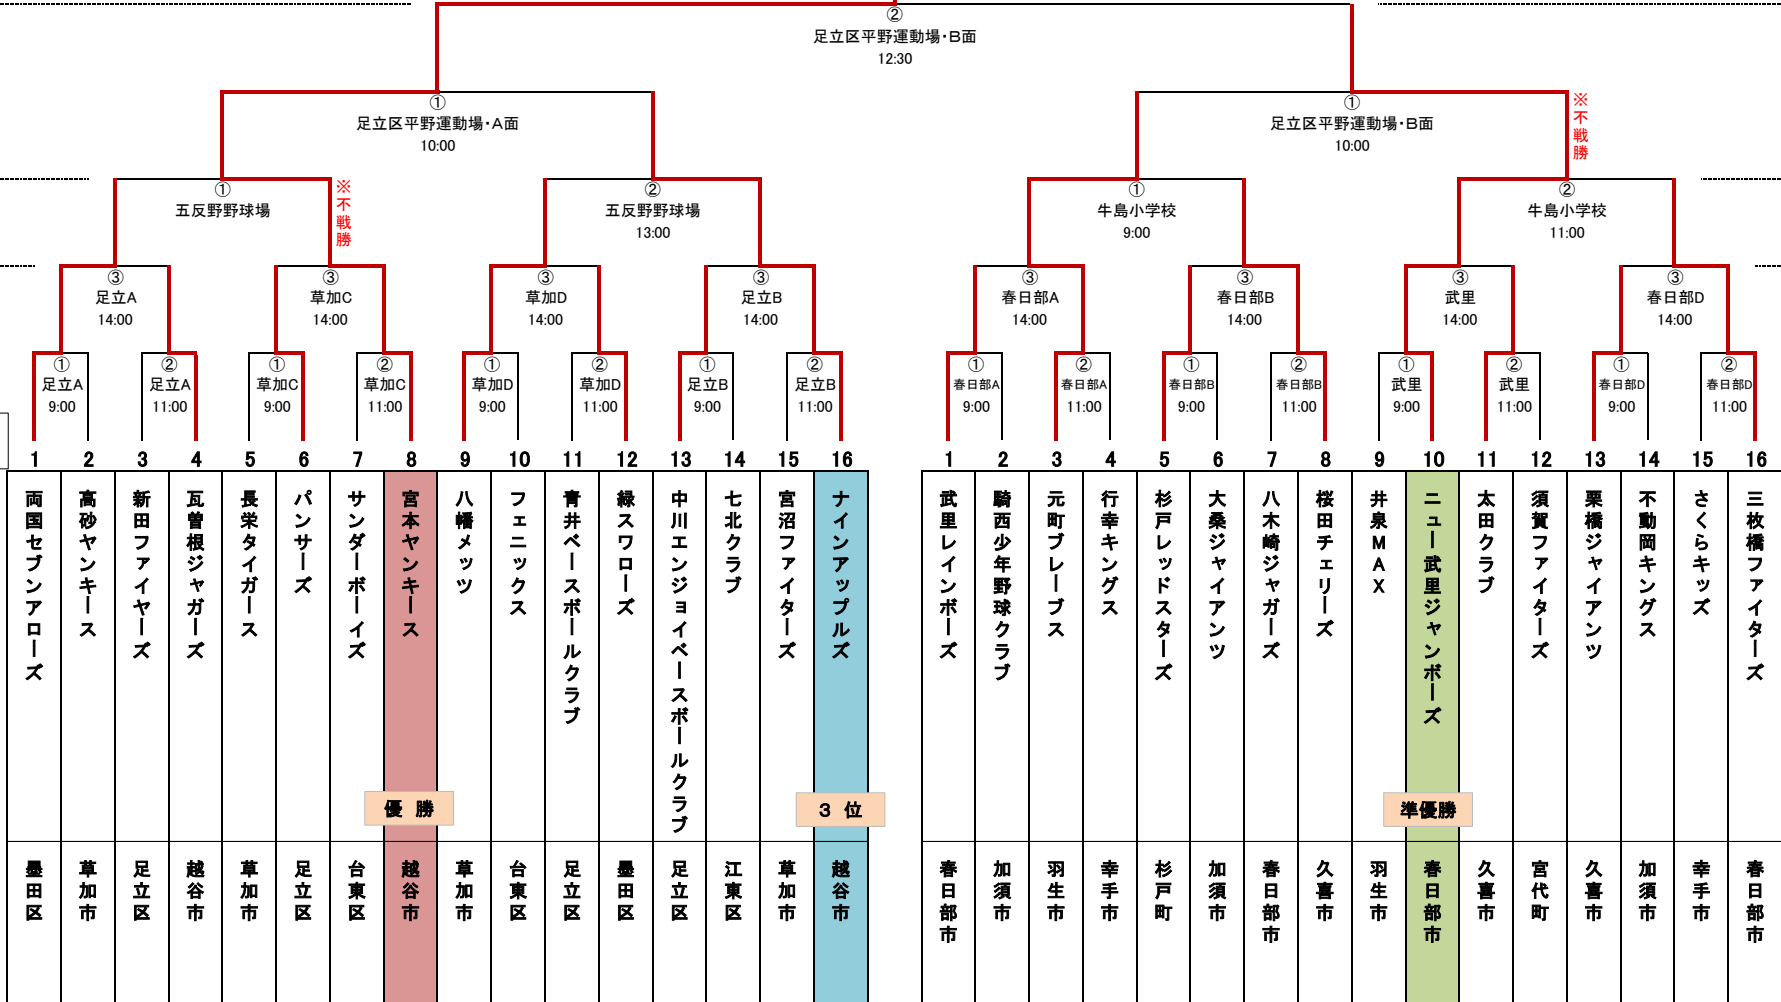 ②
足立区平野運動場・B面
12:30
①
足立区平野運動場・A面
10:00
①
足立区平野運動場・B面
10:00
※不戦勝
①
五反野野球場
※不戦勝
②
五反野野球場
13:00
①
牛島小学校
9:00
②
牛島小学校
11:00
③
足立A
14:00
③
草加C
14:00
③
草加D
14:00
③
足立B
14:00
③
春日部A
14:00
③
春日部B
14:00
③
武里
14:00
③
春日部D
14:00
①
足立A
9:00
②
足立A
11:00
①
草加C
9:00
②
草加C
11:00
①
草加D
9:00
②
草加D
11:00
①
足立B
9:00
②
足立B
11:00
①
春日部A
9:00
②
春日部A
11:00
①
春日部B
9:00
②
春日部B
11:00
①
武里
9:00
②
武里
11:00
①
春日部D
9:00
②
春日部D
11:00
1 2 3 4 5 6 7 8 9 10 11 12 13 14 15 16
両国セブンアローズ
高砂ヤンキース
新田ファイヤーズ
瓦曽根ジャガーズ
長栄タイガース
パンサーズ
サンダーボーイズ
宮本ヤンキース
八幡メッツ
フェニックス
青井ベースボールクラブ
緑スワローズ
中川エンジョイベースボールクラブ
七北クラブ
宮沼ファイターズ
ナインアップルズ
優 勝
3 位
墨田区
草加市
足立区
越谷市
草加市
足立区
台東区
越谷市
草加市
台東区
足立区
墨田区
足立区
江東区
草加市
越谷市
1 2 3 4 5 6 7 8 9 10 11 12 13 14 15 16
武里レインボーズ
騎西少年野球クラブ
元町ブレーブス
行幸キングス
杉戸レッドスターズ
大桑ジャイアンツ
八木崎ジャガーズ
桜田チェリーズ
井泉MAX
ニュー武里ジャンボーズ
太田クラブ
須賀ファイターズ
栗橋ジャイアンツ
不動岡キングス
さくらキッズ
三枚橋ファイターズ
準優勝
春日部市
加須市
羽生市
幸手市
杉戸町
加須市
春日部市
久喜市
羽生市
春日部市
久喜市
宮代町
久喜市
加須市
幸手市
春日部市